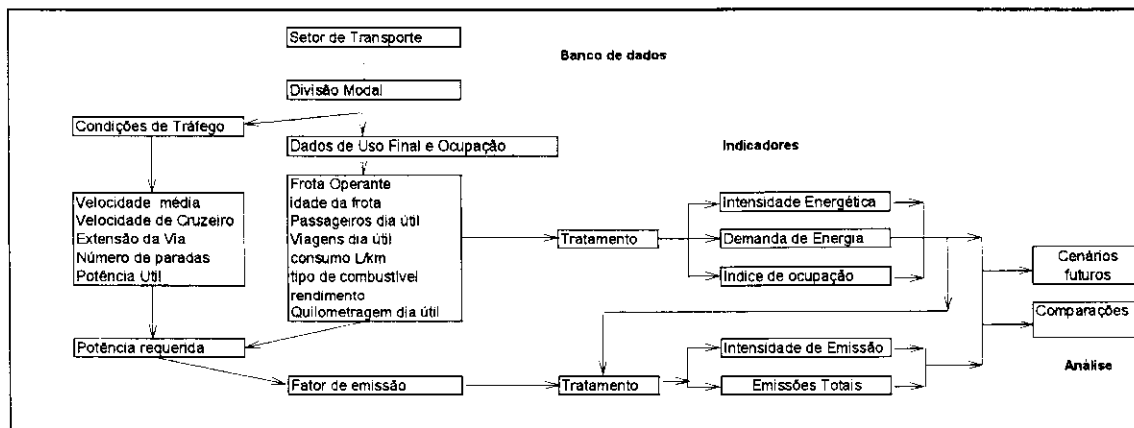 Setor de Transporte
Banco de dados
Divisão Modal
Condições de Tráfego
Dados de Uso Final e Ocupação
Indicadores
Velocidade média
Velocidade de Cruzeiro
Extensão da Via
Número de paradas
Potência Util
Frota Operante
idade da frota
Passageiros dia útil
Viagens dia útil
consumo L/km
tipo de combustível
rendimento
Quilometragem dia útil
Tratamento
Intensidade Energética
Demanda de Energia
Indice de ocupação
Cenários
futuros
Comparações
Análise
Potência requerida
Fator de emissão
Tratamento
Intensidade de Emissão
Emissões Totais